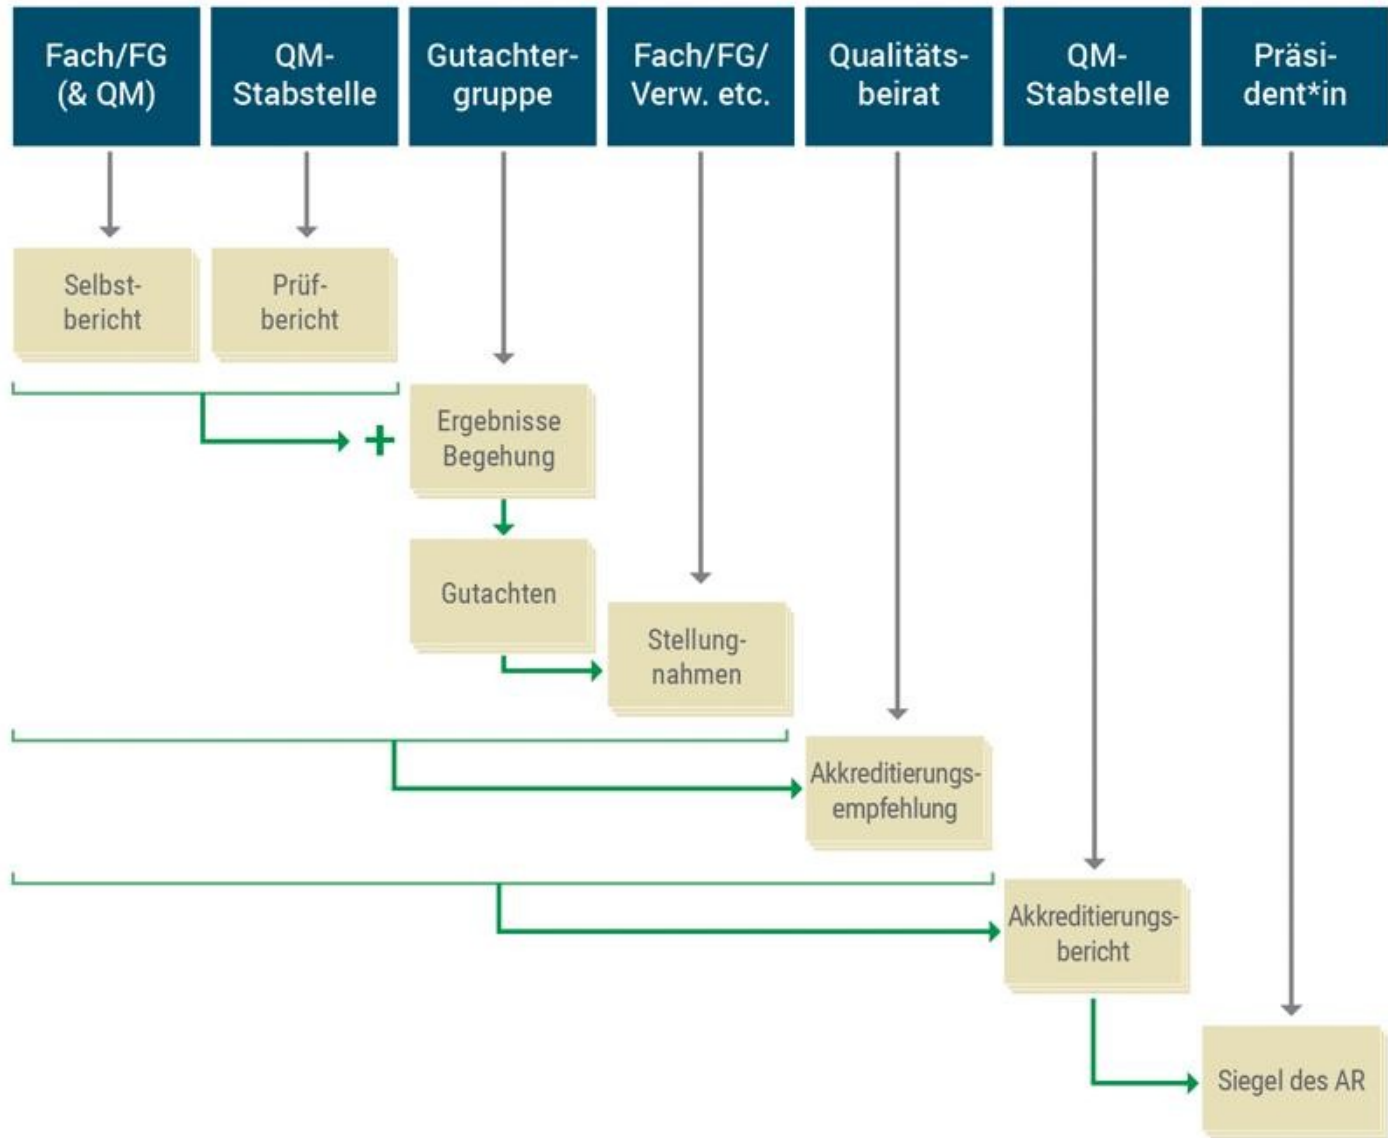 Fach/FG
(& QM)
QM-
Stabstelle
Gutachter-
gruppe
Fach/FG/
Verw. etc.
Qualitäts-
beirat
QM-
Stabstelle
Präsi-
dent*in
Selbst-
bericht
Prüf-
bericht
+
Ergebnisse
Begehung
Gutachten
Stellung-
nahmen
Akkreditierungs-
empfehlung
Akkreditierungs-
bericht
Siegel des AR